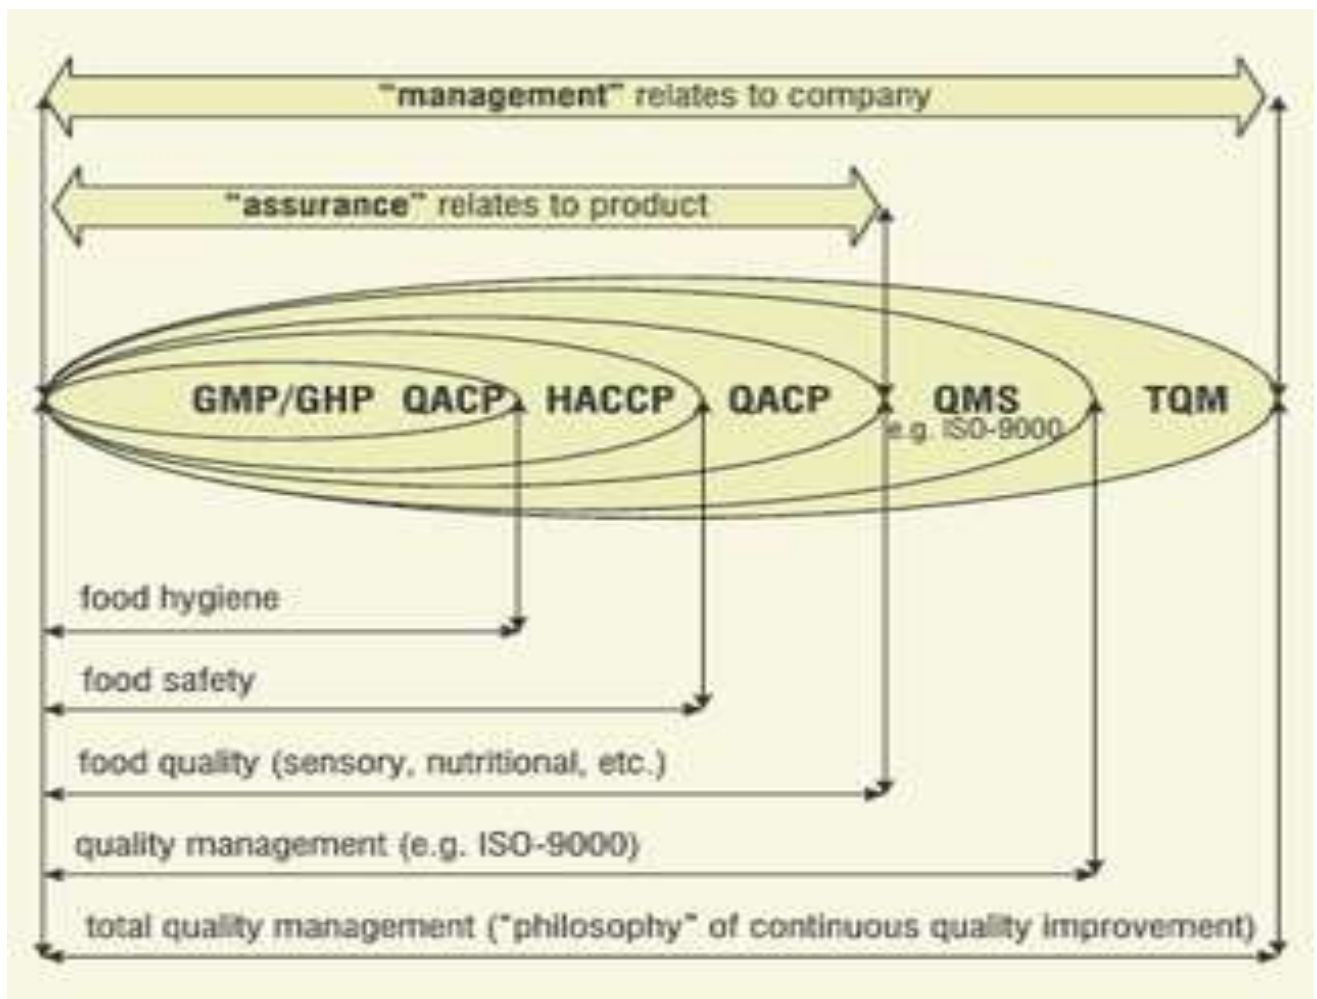 "management" relates to company
"assurance" relates to product
GMP/GHP QACP HACCP QACP QMS TQM
e.g. ISO-9000
food hygiene
food safety
food quality (sensory, nutritional, etc.)
quality management (e.g. ISO-9000)
total quality management ("philosophy" of continuous quality improvement)